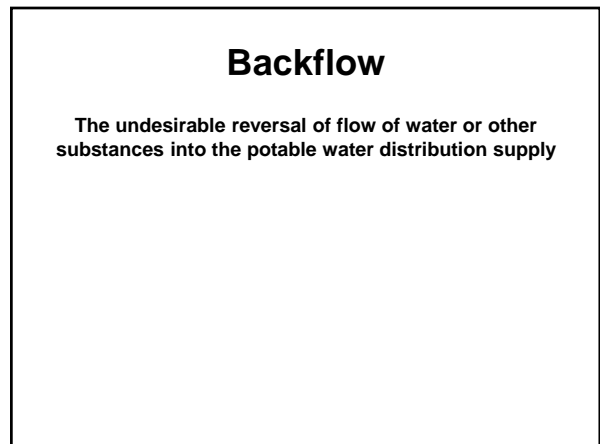 Backflow
The undesirable reversal of flow of water or other
substances into the potable water distribution supply